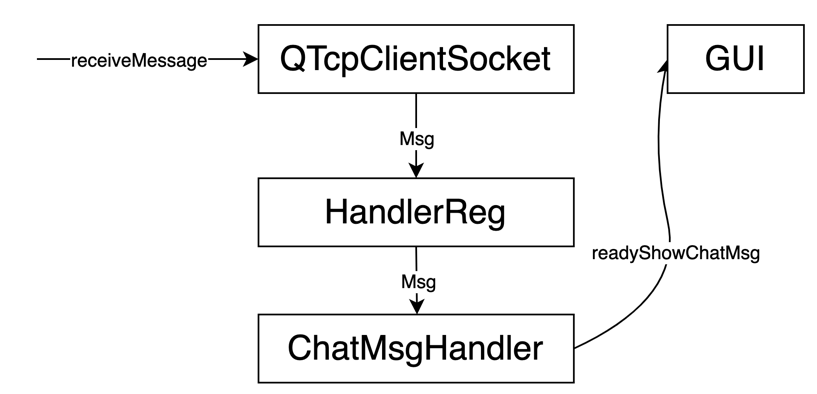 receiveMessage
QTcpClientSocket
GUI
Msg
HandlerReg
readyShowChatMsg
Msg
ChatMsgHandler